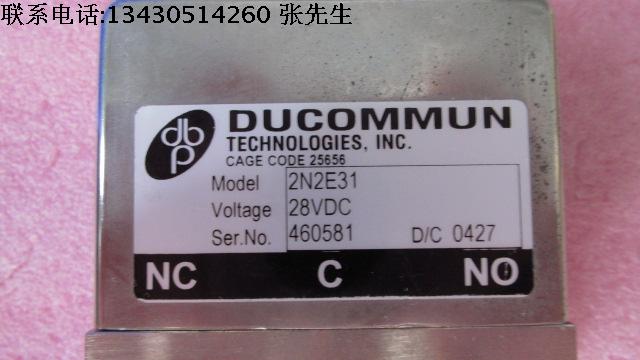 联系电话:13430514260 张先生
dbp
DUCOMMUN
TECHNOLOGIES, INC.
CAGE CODE 25656
Model 2N2E31
Voltage 28VDC
Ser.No. 460581 D/C 0427
NC C NO